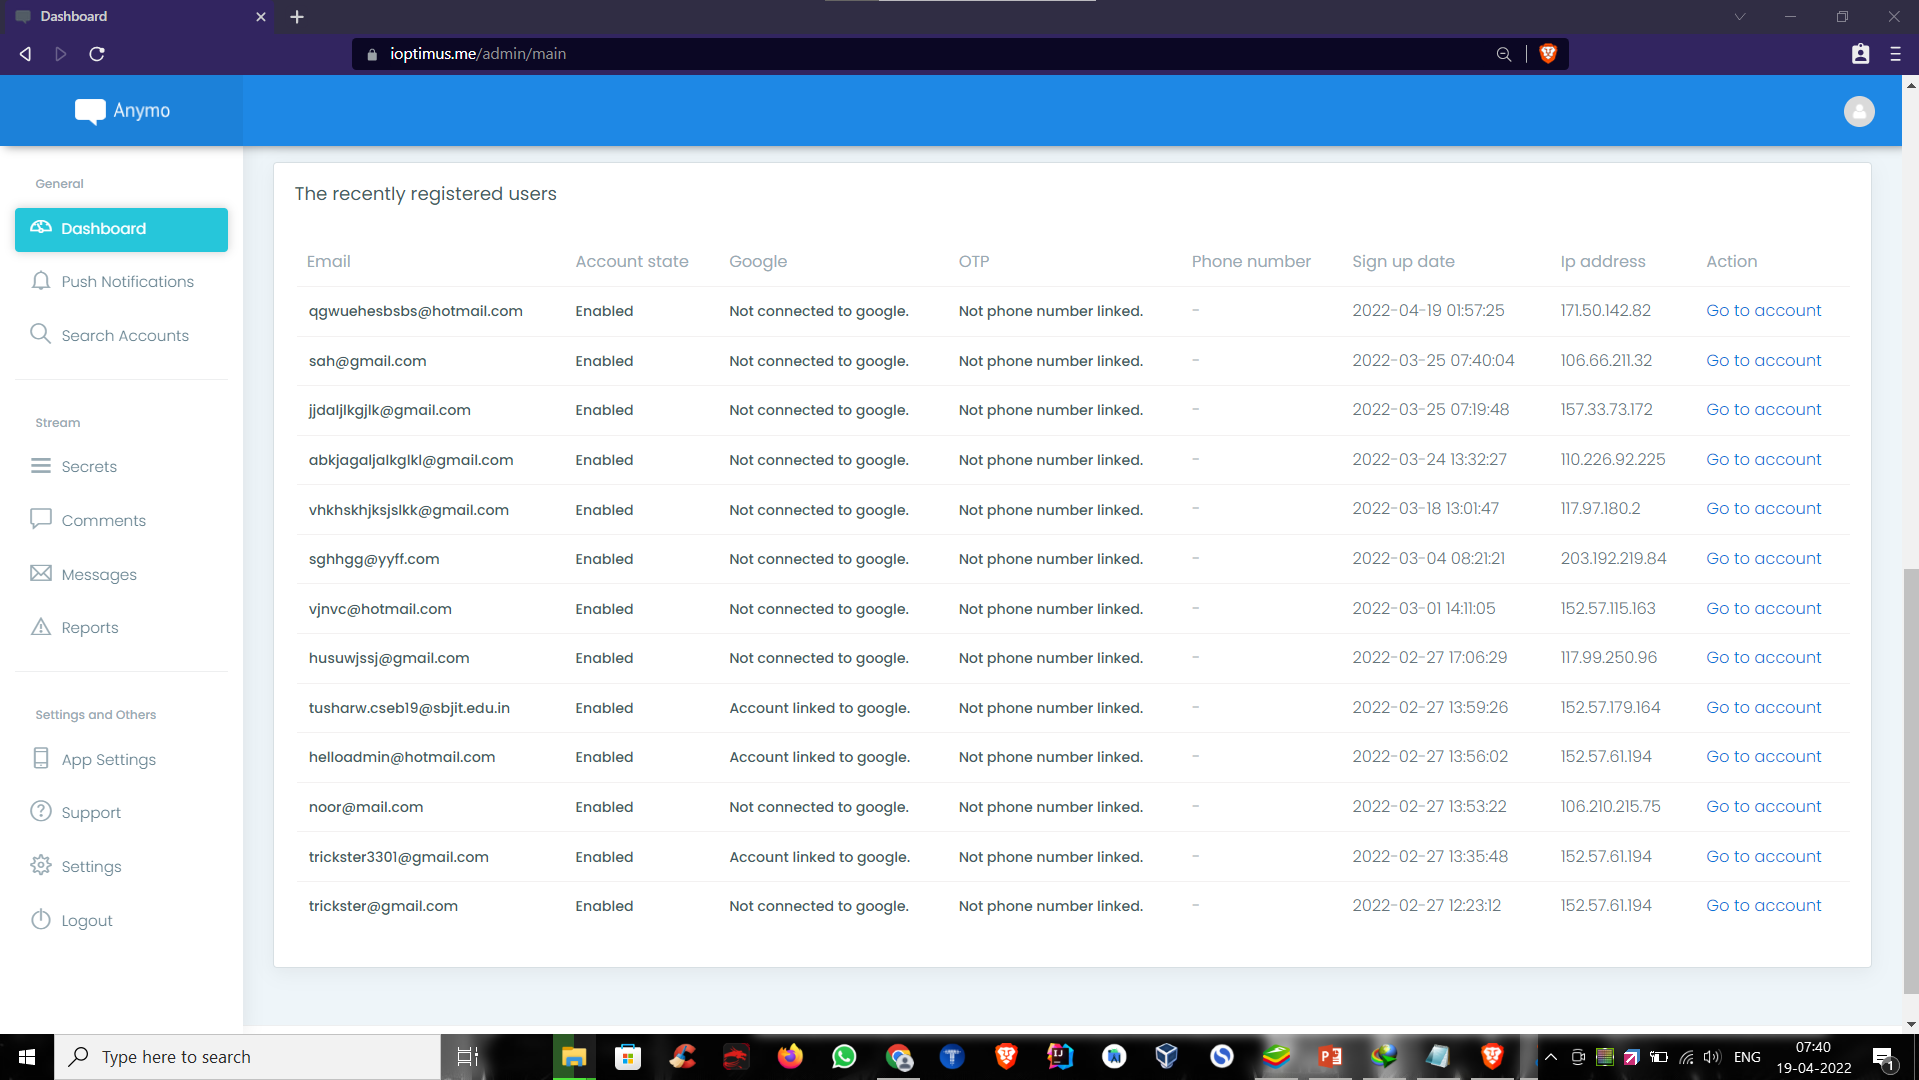 Dashboard
ioptimus.me/admin/main
Anymo
General
Dashboard
Push Notifications
Search Accounts
Stream
Secrets
Comments
Messages
Reports
Settings and Others
App Settings
Support
Settings
Logout
The recently registered users
Email Account state Google OTP Phone number Sign up date Ip address Action
qgwuehesbsbs@hotmail.com Enabled Not connected to google. Not phone number linked. - 2022-04-19 01:57:25 171.50.142.82 Go to account
sah@gmail.com Enabled Not connected to google. Not phone number linked. - 2022-03-25 07:40:04 106.66.211.32 Go to account
jjdaljlkgjlk@gmail.com Enabled Not connected to google. Not phone number linked. - 2022-03-25 07:19:48 157.33.73.172 Go to account
abkjagaljalkglkl@gmail.com Enabled Not connected to google. Not phone number linked. - 2022-03-24 13:32:27 110.226.92.225 Go to account
vhkhskhjksjslkk@gmail.com Enabled Not connected to google. Not phone number linked. - 2022-03-18 13:01:47 117.97.180.2 Go to account
sghhgg@yyff.com Enabled Not connected to google. Not phone number linked. - 2022-03-04 08:21:21 203.192.219.84 Go to account
vjnvc@hotmail.com Enabled Not connected to google. Not phone number linked. - 2022-03-01 14:11:05 152.57.115.163 Go to account
husuwjssj@gmail.com Enabled Not connected to google. Not phone number linked. - 2022-02-27 17:06:29 117.99.250.96 Go to account
tusharw.cseb19@sbjit.edu.in Enabled Account linked to google. Not phone number linked. - 2022-02-27 13:59:26 152.57.179.164 Go to account
helloadmin@hotmail.com Enabled Account linked to google. Not phone number linked. - 2022-02-27 13:56:02 152.57.61.194 Go to account
noor@mail.com Enabled Not connected to google. Not phone number linked. - 2022-02-27 13:53:22 106.210.215.75 Go to account
trickster3301@gmail.com Enabled Account linked to google. Not phone number linked. - 2022-02-27 13:35:48 152.57.61.194 Go to account
trickster@gmail.com Enabled Not connected to google. Not phone number linked. - 2022-02-27 12:23:12 152.57.61.194 Go to account
Type here to search
ENG
07:40
19-04-2022
1